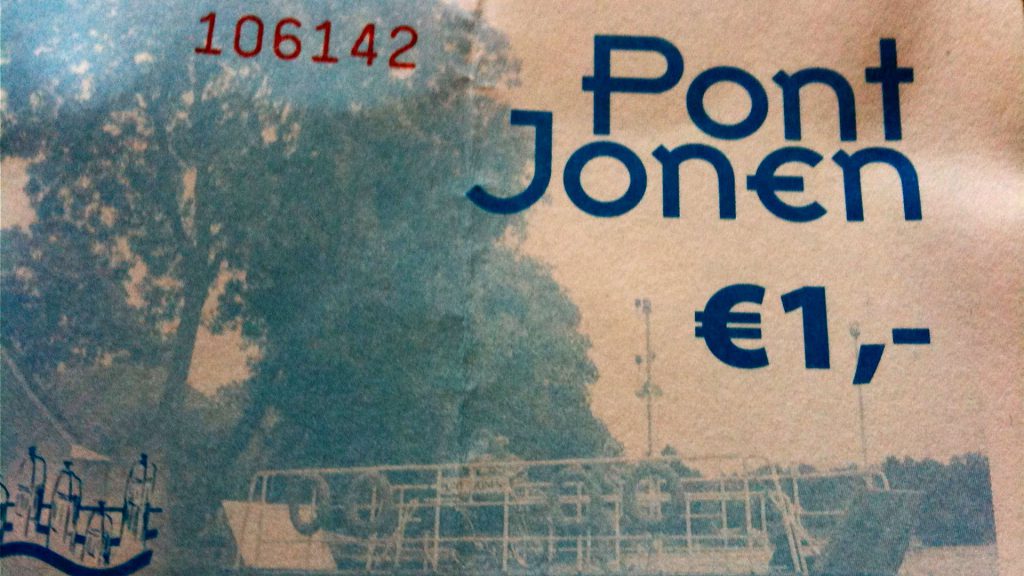 106142
Pont
Jonen
€1,-